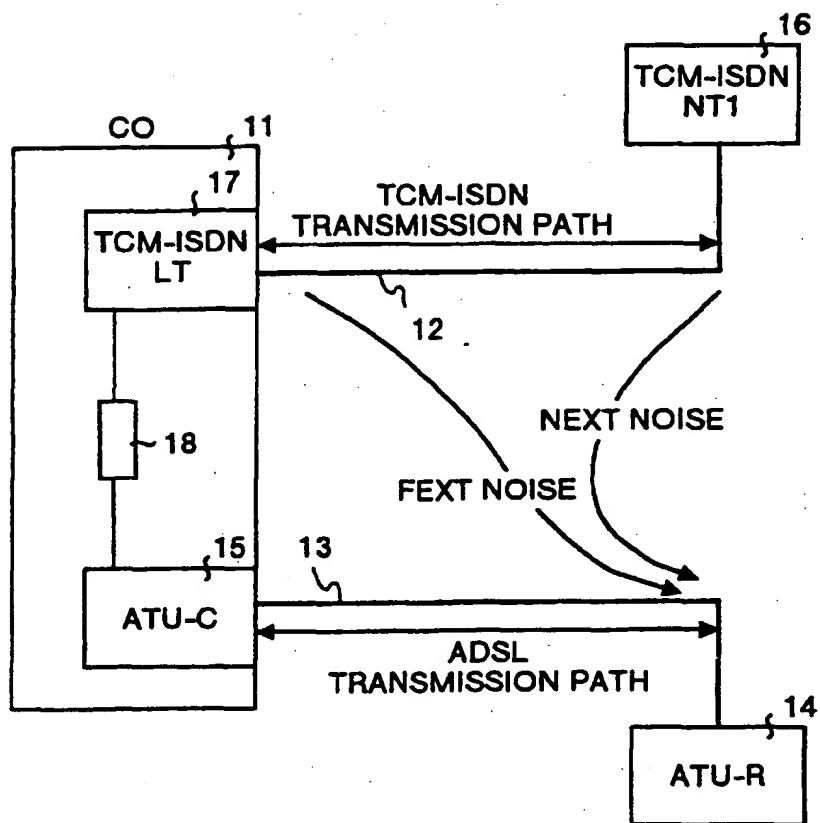 16
TCM-ISDN
NT1
CO
11
17
TCM-ISDN
LT
TCM-ISDN
TRANSMISSION PATH
12
NEXT NOISE
18
FEXT NOISE
15
13
ATU-C
ADSL
TRANSMISSION PATH
14
ATU-R